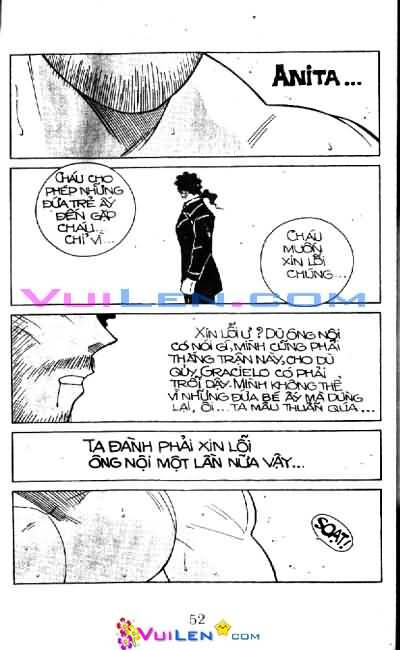 ANITA...
CHÁU CHO
PHÉP NHỮNG
ĐỨA TRẺ ẤY
ĐẾN GẶP
CHÁU...
CHỈ VÌ...
CHÁU
MUỐN
XIN LỖI
CHÚNG...
VUILEN.COM
XIN LỖI Ư? DÙ ÔNG NỘI
CÓ NÓI GÌ, MÌNH CŨNG PHẢI
THẮNG TRẬN NÀY, CHO DÙ
QUỶ GRACIELO CÓ PHẢI
TRỖI DẬY. MÌNH KHÔNG THỂ
VÌ NHỮNG ĐỨA BÉ ẤY MÀ DỪNG
LẠI, ÔI... TA MÂU THUẪN QUÁ...
TA ĐÀNH PHẢI XIN LỖI
ÔNG NỘI MỘT LẦN NỮA VẬY...
SOẠT!
52
VUILEN.COM